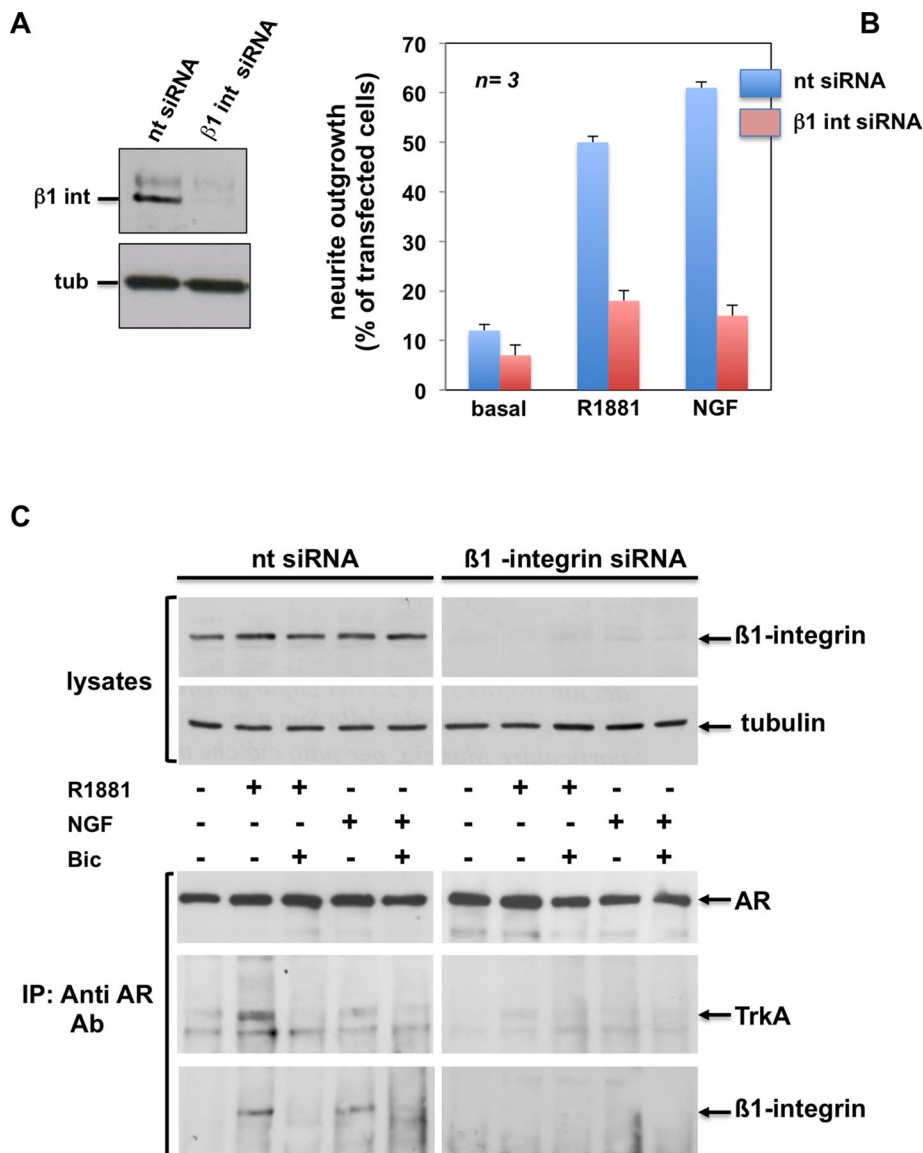 A
B
nt siRNA
β1 int siRNA
β1 int
tub
neurite outgrowth
(% of transfected cells)
70
60
50
40
30
20
10
0
n= 3
nt siRNA
β1 int siRNA
basal
R1881
NGF
C
nt siRNA
ß1 -integrin siRNA
lysates
ß1-integrin
tubulin
R1881 - + + - - - + + - -
NGF - - - + + - - - + +
Bic - - + - + - - + - +
IP: Anti AR
Ab
AR
TrkA
ß1-integrin